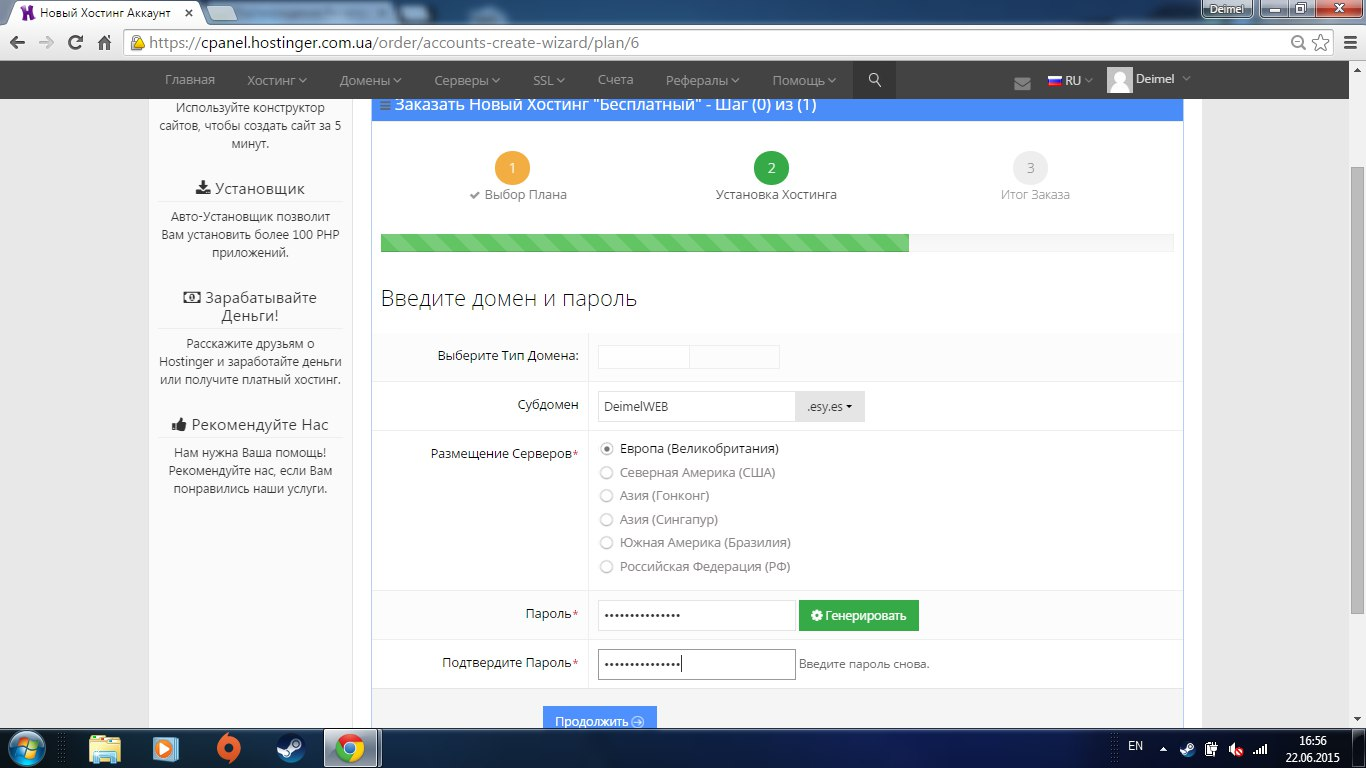 Новый Хостинг Аккаунт
Deimel
https://cpanel.hostinger.com.ua/order/accounts-create-wizard/plan/6
Главная Хостинг Домены Серверы SSL Счета Рефералы Помощь RU Deimel
Используйте конструктор
сайтов, чтобы создать сайт за 5
минут.
Установщик
Авто-Установщик позволит
Вам установить более 100 PHP
приложений.
Зарабатывайте
Деньги!
Расскажите друзьям о
Hostinger и заработайте деньги
или получите платный хостинг.
Рекомендуйте Нас
Нам нужна Ваша помощь!
Рекомендуйте нас, если Вам
понравились наши услуги.
Заказать Новый Хостинг "Бесплатный" - Шаг (0) из (1)
1 2 3
Выбор Плана Установка Хостинга Итог Заказа
Введите домен и пароль
Выберите Тип Домена:
Субдомен DeimelWEB .esy.es
Размещение Серверов* Европа (Великобритания)
Северная Америка (США)
Азия (Гонконг)
Азия (Сингапур)
Южная Америка (Бразилия)
Российская Федерация (РФ)
Пароль* ••••••••••••••• Генерировать
Подтвердите Пароль* ••••••••••••••• Введите пароль снова.
Продолжить
EN 16:56
22.06.2015